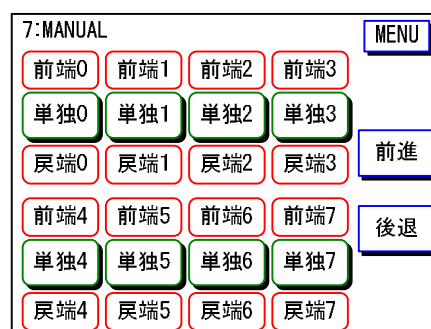 7:MANUAL MENU
前端0 前端1 前端2 前端3
単独0 単独1 単独2 単独3
戻端0 戻端1 戻端2 戻端3
前進
前端4 前端5 前端6 前端7
後退
単独4 単独5 単独6 単独7
戻端4 戻端5 戻端6 戻端7